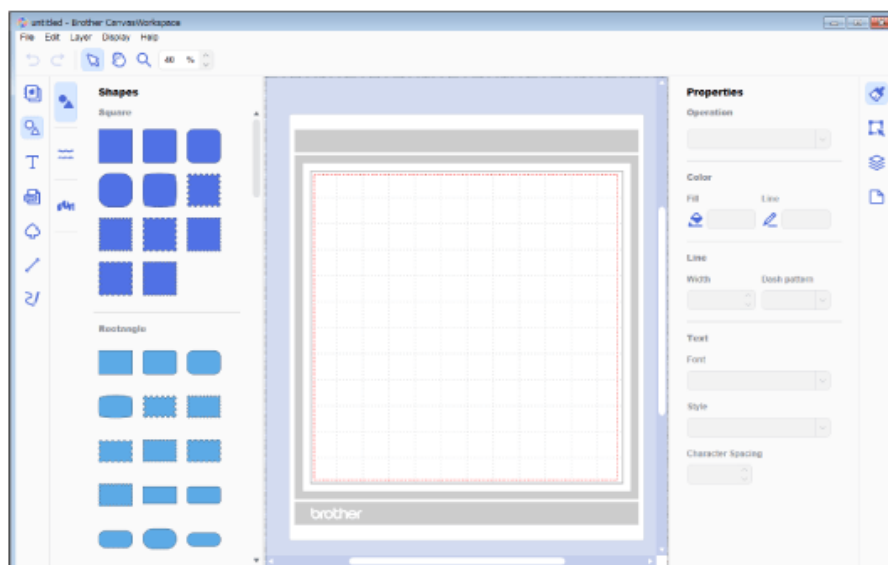 untitled - Brother CanvasWorkspace
File Edit Layer Display Help
40 %
Shapes
Square
Rectangle
brother
Properties
Operation
Color
Fill Line
Line
Width Dash pattern
Text
Font
Style
Character Spacing